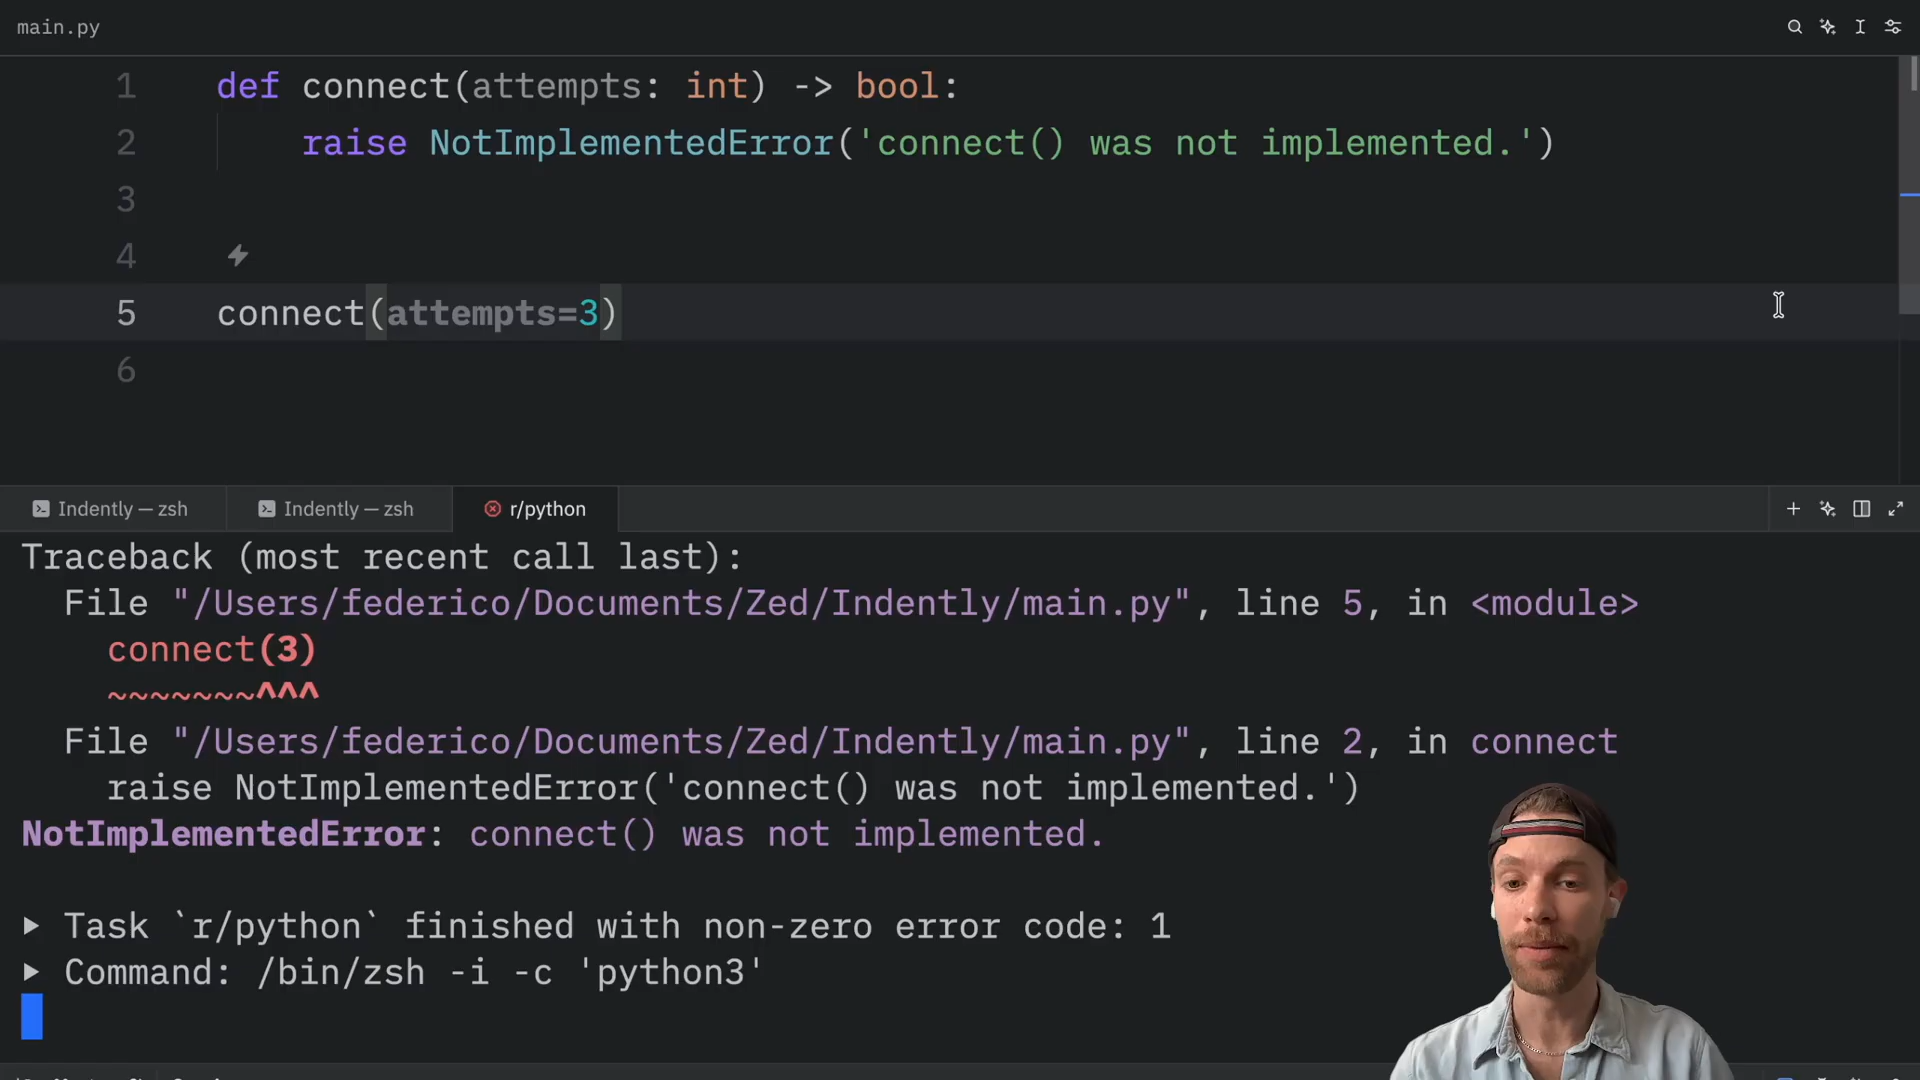 main.py
1 def connect(attempts: int) -> bool:
2 raise NotImplementedError('connect() was not implemented.')
3
4
5 connect(attempts=3)
6
Indently — zsh Indently — zsh r/python
Traceback (most recent call last):
File "/Users/federico/Documents/Zed/Indently/main.py", line 5, in <module>
connect(3)
~~~~~~~^^^
File "/Users/federico/Documents/Zed/Indently/main.py", line 2, in connect
raise NotImplementedError('connect() was not implemented.')
NotImplementedError: connect() was not implemented.
Task `r/python` finished with non-zero error code: 1
Command: /bin/zsh -i -c 'python3'